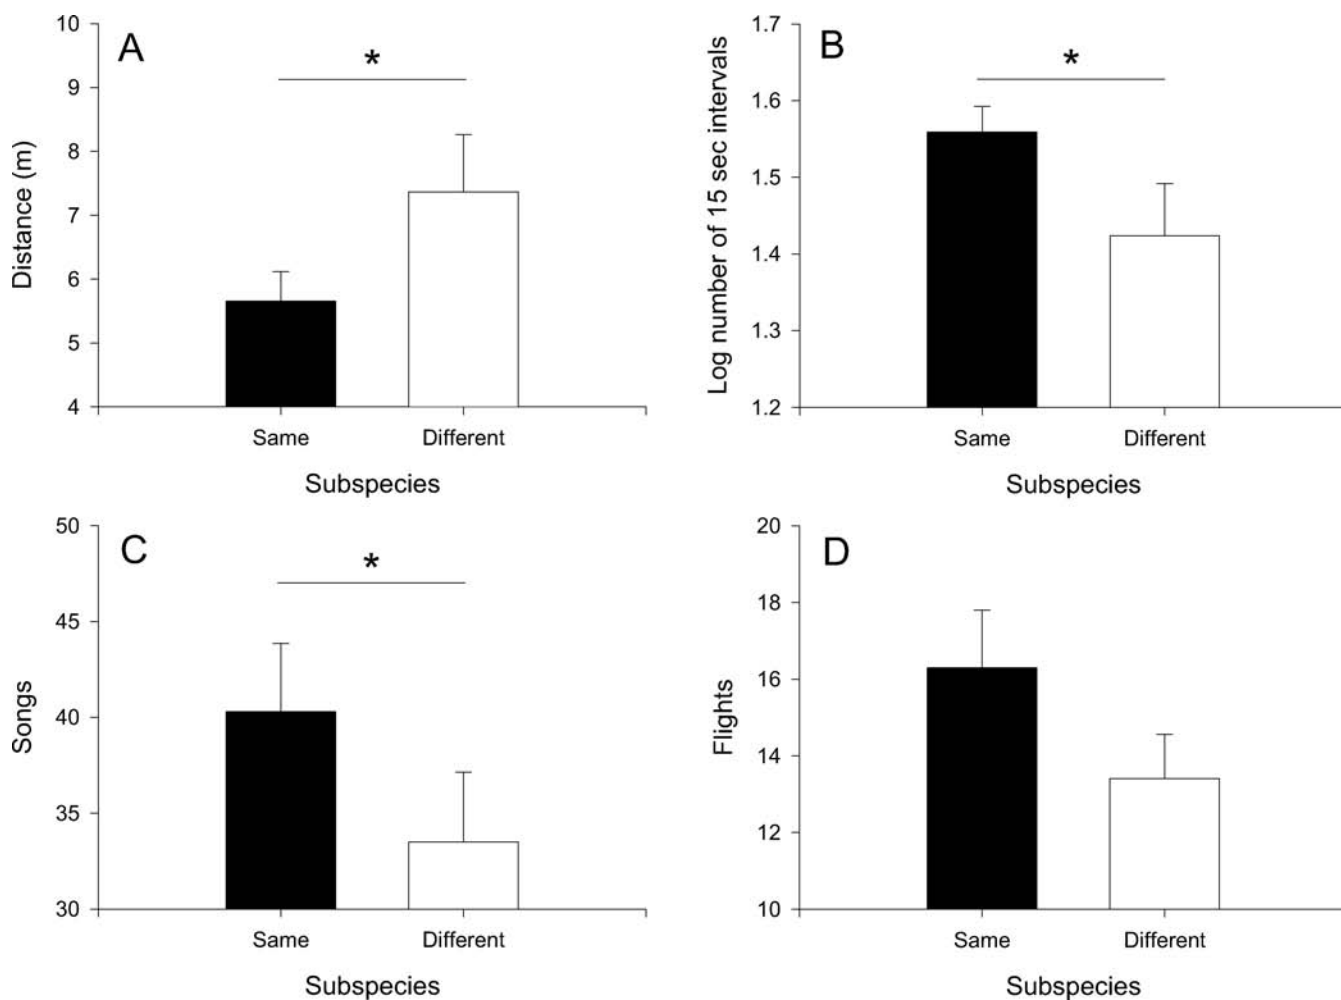 A
*
10
9
8
7
6
5
4
Distance (m)
Same Different
Subspecies
B
*
1.7
1.6
1.5
1.4
1.3
1.2
Log number of 15 sec intervals
Same Different
Subspecies
C
*
50
45
40
35
30
Songs
Same Different
Subspecies
D
20
18
16
14
12
10
Flights
Same Different
Subspecies